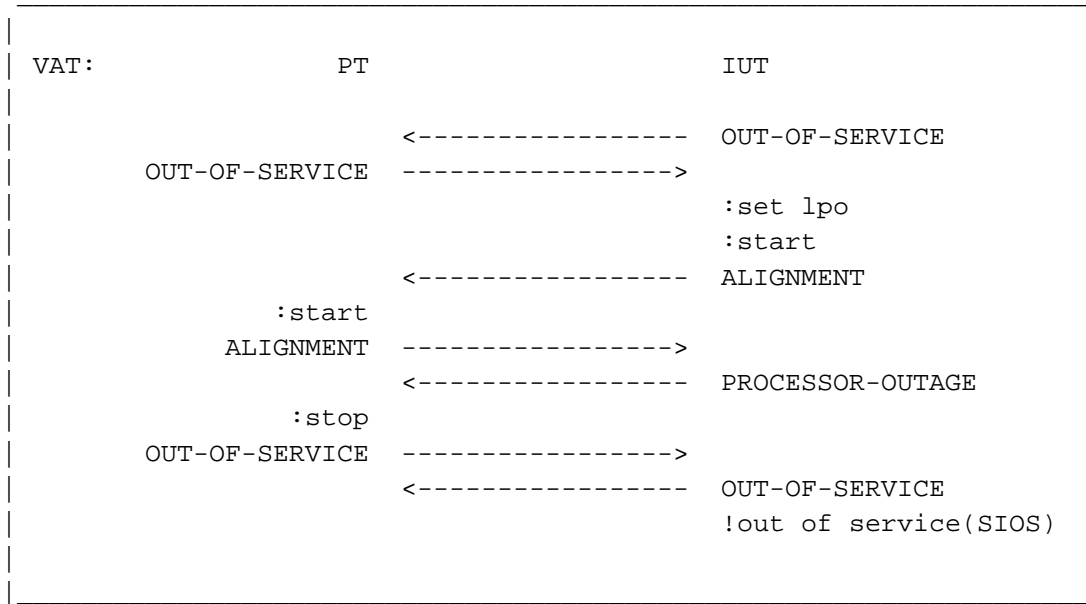 VAT: PT IUT
<----------------- OUT-OF-SERVICE
OUT-OF-SERVICE ----------------->
:set lpo
:start
<----------------- ALIGNMENT
:start
ALIGNMENT ----------------->
<----------------- PROCESSOR-OUTAGE
:stop
OUT-OF-SERVICE ----------------->
<----------------- OUT-OF-SERVICE
!out of service(SIOS)